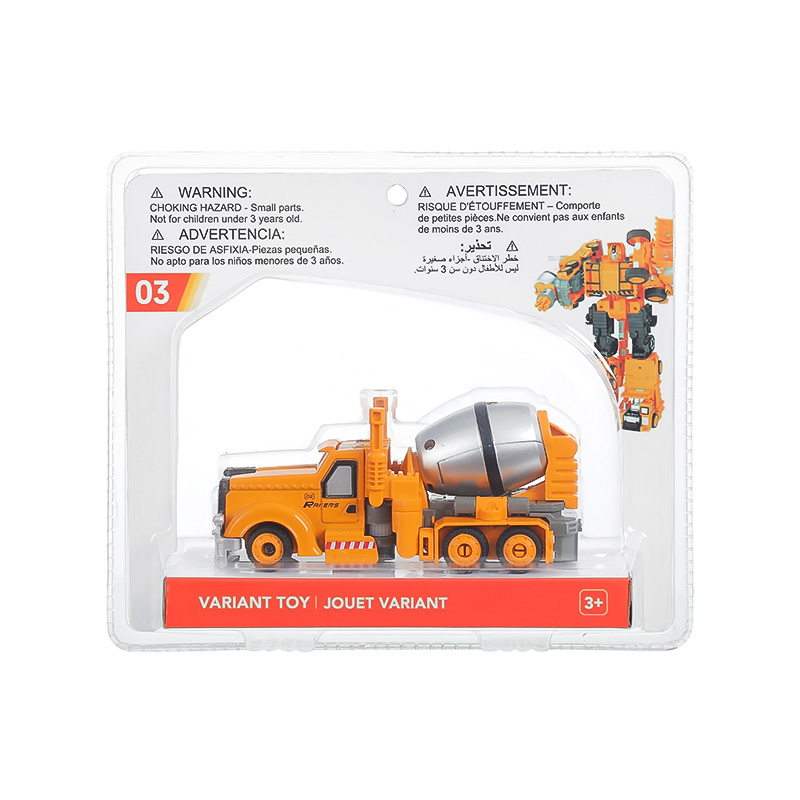 ⚠ WARNING:
CHOKING HAZARD - Small parts.
Not for children under 3 years old.
⚠ ADVERTENCIA:
RIESGO DE ASFIXIA-Piezas pequeñas.
No apto para los niños menores de 3 años.
⚠ AVERTISSEMENT:
RISQUE D'ÉTOUFFEMENT – Comporte
de petites pièces.Ne convient pas aux enfants
de moins de 3 ans.
⚠ تحذير:
خطر الاختناق -أجزاء صغيرة
ليس للأطفال دون سن 3 سنوات.
03
RAKERS
VARIANT TOY | JOUET VARIANT
3+